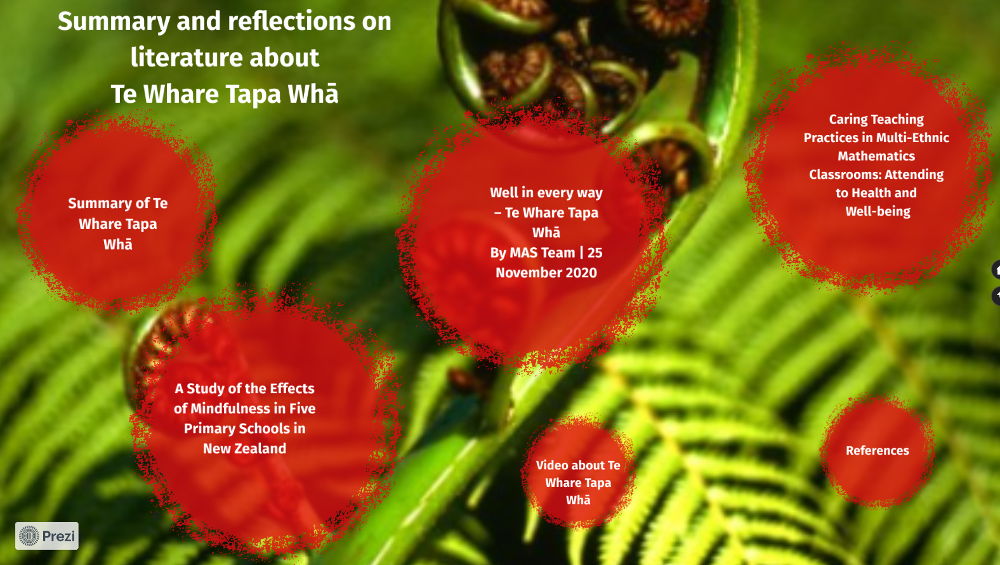 Summary and reflections on
literature about
Te Whare Tapa Whā
Summary of Te
Whare Tapa
Whā
Well in every way
– Te Whare Tapa
Whā
By MAS Team | 25
November 2020
Caring Teaching
Practices in Multi-Ethnic
Mathematics
Classrooms: Attending
to Health and
Well-being
A Study of the Effects
of Mindfulness in Five
Primary Schools in
New Zealand
Video about Te
Whare Tapa
Whā
References
Prezi